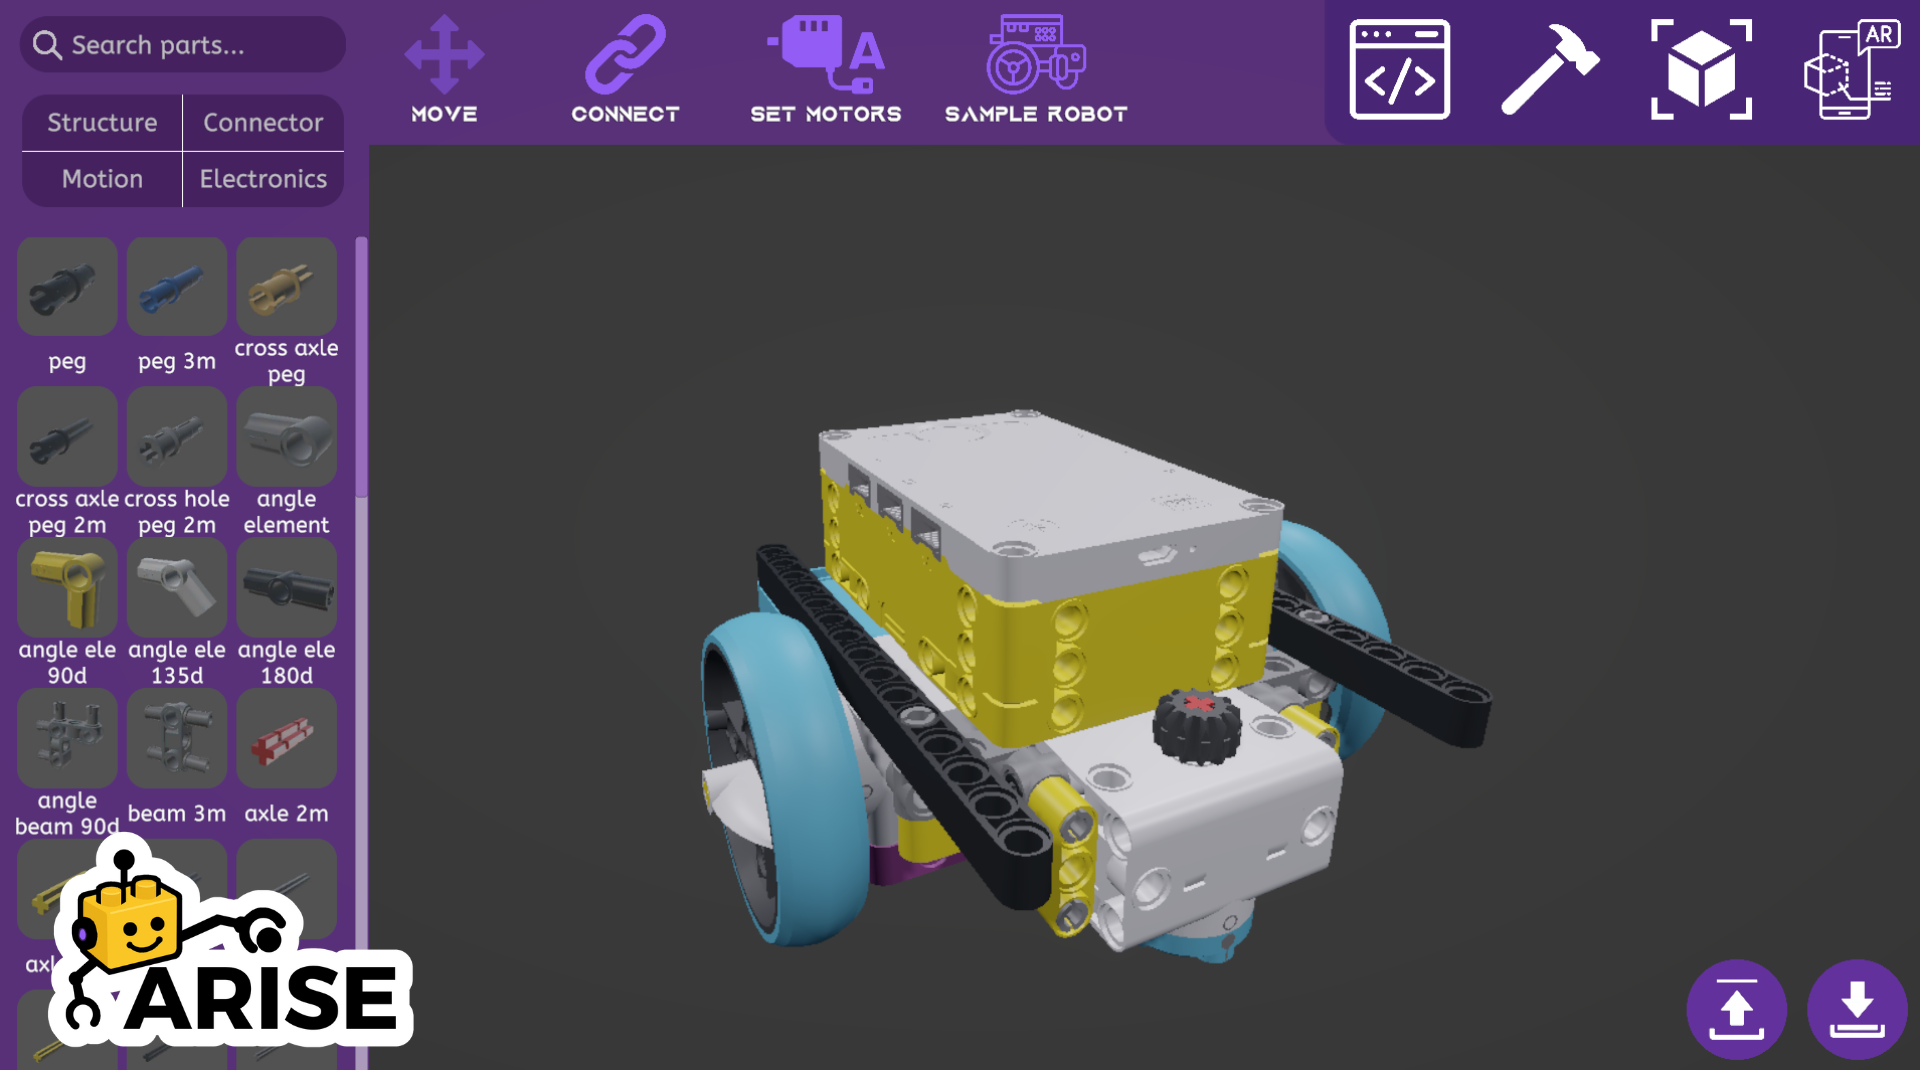 Search parts...
MOVE
CONNECT
A
SET MOTORS
SAMPLE ROBOT
</>
AR
Structure
Connector
Motion
Electronics
peg
peg 3m
cross axle
peg
cross axle
peg 2m
cross hole
peg 2m
angle
element
angle ele
90d
angle ele
135d
angle ele
180d
angle
beam 90d
beam 3m
axle 2m
ARISE